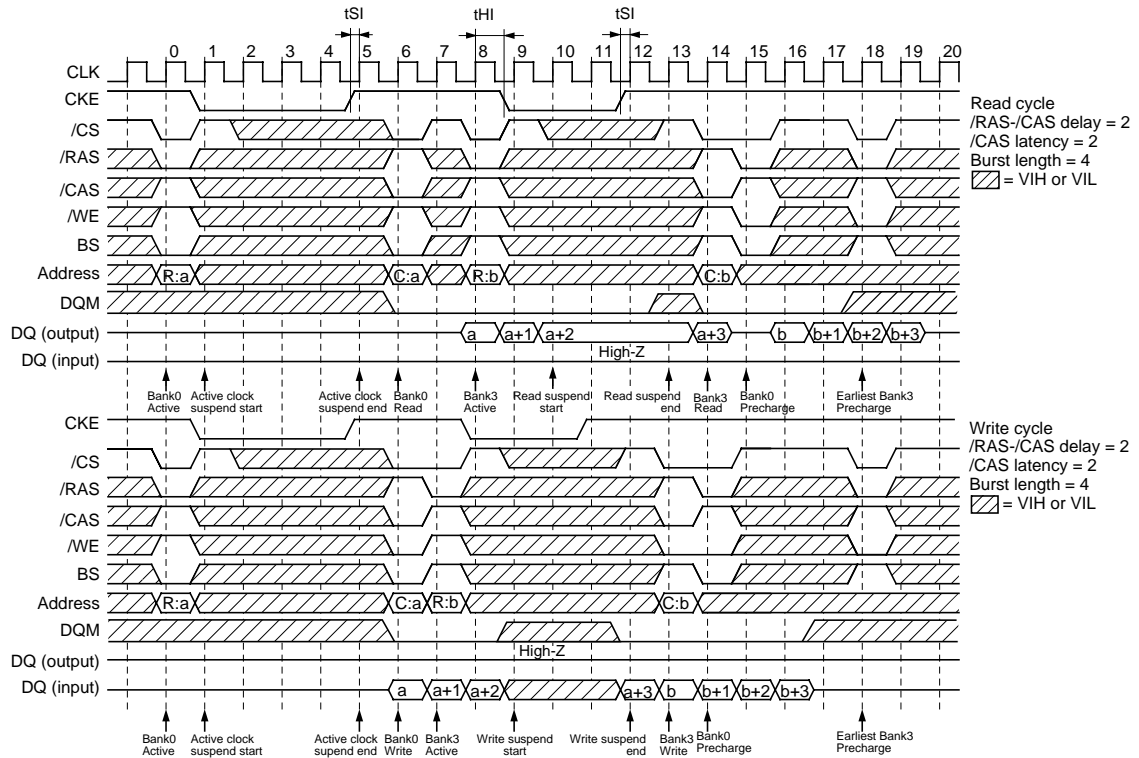 tSI tHI tSI
0 1 2 3 4 5 6 7 8 9 10 11 12 13 14 15 16 17 18 19 20
CLK
CKE
/CS
/RAS
/CAS
/WE
BS
Address R:a C:a R:b C:b
DQM
DQ (output) a a+1 a+2 a+3 b b+1 b+2 b+3
High-Z
DQ (input)
Bank0 Active
Active clock suspend start
Active clock suspend end
Bank0 Read
Bank3 Active
Read suspend start
Read suspend end
Bank3 Read
Bank0 Precharge
Earliest Bank3 Precharge
Read cycle
/RAS-/CAS delay = 2
/CAS latency = 2
Burst length = 4
= VIH or VIL
CKE
/CS
/RAS
/CAS
/WE
BS
Address R:a C:a R:b C:b
DQM
High-Z
DQ (output)
DQ (input) a a+1 a+2 a+3 b b+1 b+2 b+3
Bank0 Active
Active clock suspend start
Active clock supend end
Bank0 Write
Bank3 Active
Write suspend start
Write suspend end
Bank3 Write
Bank0 Precharge
Earliest Bank3 Precharge
Write cycle
/RAS-/CAS delay = 2
/CAS latency = 2
Burst length = 4
= VIH or VIL